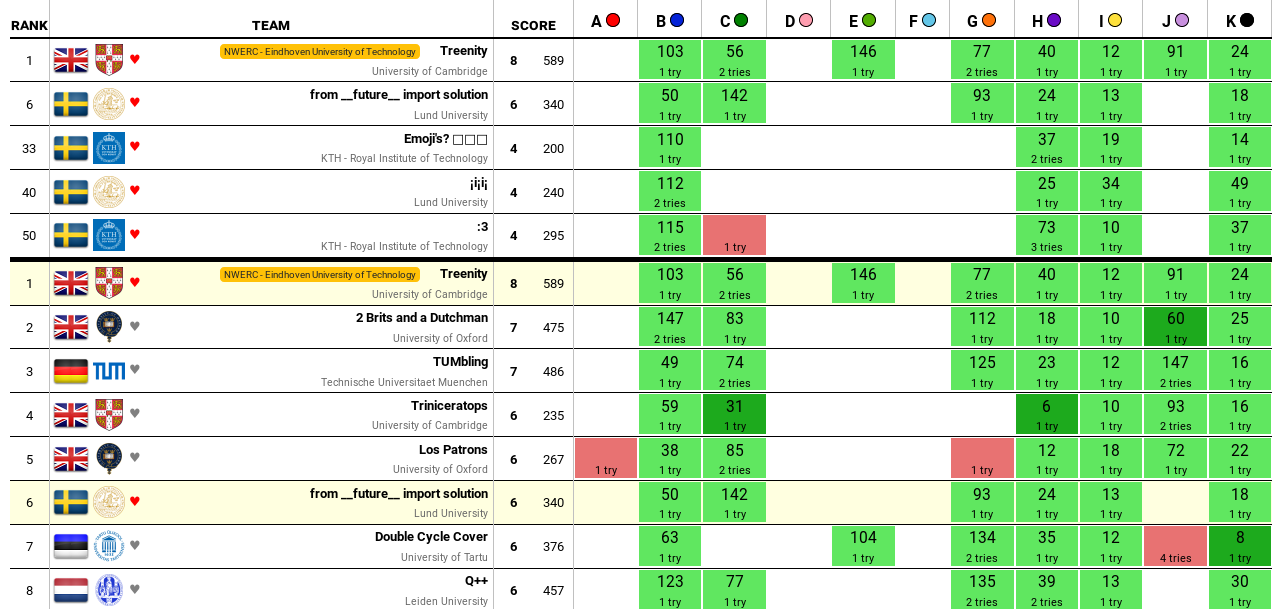 RANK TEAM SCORE A B C D E F G H I J K
1 NWERC - Eindhoven University of Technology Treenity 8 589 103 56 146 77 40 12 91 24
University of Cambridge 1 try 2 tries 1 try 2 tries 1 try 1 try 1 try 1 try
6 from __future__ import solution 6 340 50 142 93 24 13 18
Lund University 1 try 1 try 1 try 1 try 1 try 1 try
33 Emoji's? □□□ 4 200 110 37 19 14
KTH - Royal Institute of Technology 1 try 2 tries 1 try 1 try
40 ¡i¡i¡ 4 240 112 25 34 49
Lund University 2 tries 1 try 1 try 1 try
50 :3 4 295 115 73 10 37
KTH - Royal Institute of Technology 2 tries 1 try 3 tries 1 try 1 try
1 NWERC - Eindhoven University of Technology Treenity 8 589 103 56 146 77 40 12 91 24
University of Cambridge 1 try 2 tries 1 try 2 tries 1 try 1 try 1 try 1 try
2 2 Brits and a Dutchman 7 475 147 83 112 18 10 60 25
University of Oxford 2 tries 1 try 1 try 1 try 1 try 1 try 1 try
3 TUM TUMbling 7 486 49 74 125 23 12 147 16
Technische Universitaet Muenchen 1 try 2 tries 1 try 1 try 1 try 2 tries 1 try
4 Triniceratops 6 235 59 31 6 10 93 16
University of Cambridge 1 try 1 try 1 try 1 try 2 tries 1 try
5 Los Patrons 6 267 38 85 12 18 72 22
University of Oxford 1 try 1 try 2 tries 1 try 1 try 1 try 1 try 1 try
6 from __future__ import solution 6 340 50 142 93 24 13 18
Lund University 1 try 1 try 1 try 1 try 1 try 1 try
7 Double Cycle Cover 6 376 63 104 134 35 12 8
University of Tartu 1 try 1 try 2 tries 1 try 1 try 4 tries 1 try
8 Q++ 6 457 123 77 135 39 13 30
Leiden University 1 try 1 try 2 tries 2 tries 1 try 1 try